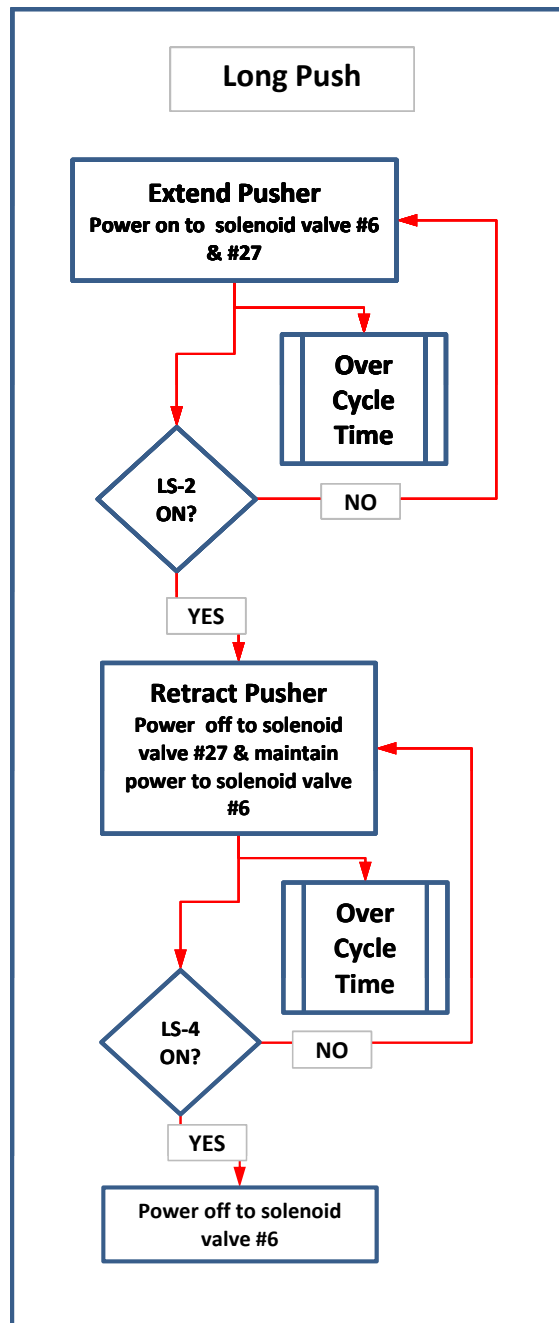 Long Push
Extend Pusher
Power on to solenoid valve #6
& #27
Over
Cycle
Time
LS-2
ON?
NO
YES
Retract Pusher
Power off to solenoid
valve #27 & maintain
power to solenoid valve
#6
Over
Cycle
Time
LS-4
ON?
NO
YES
Power off to solenoid
valve #6